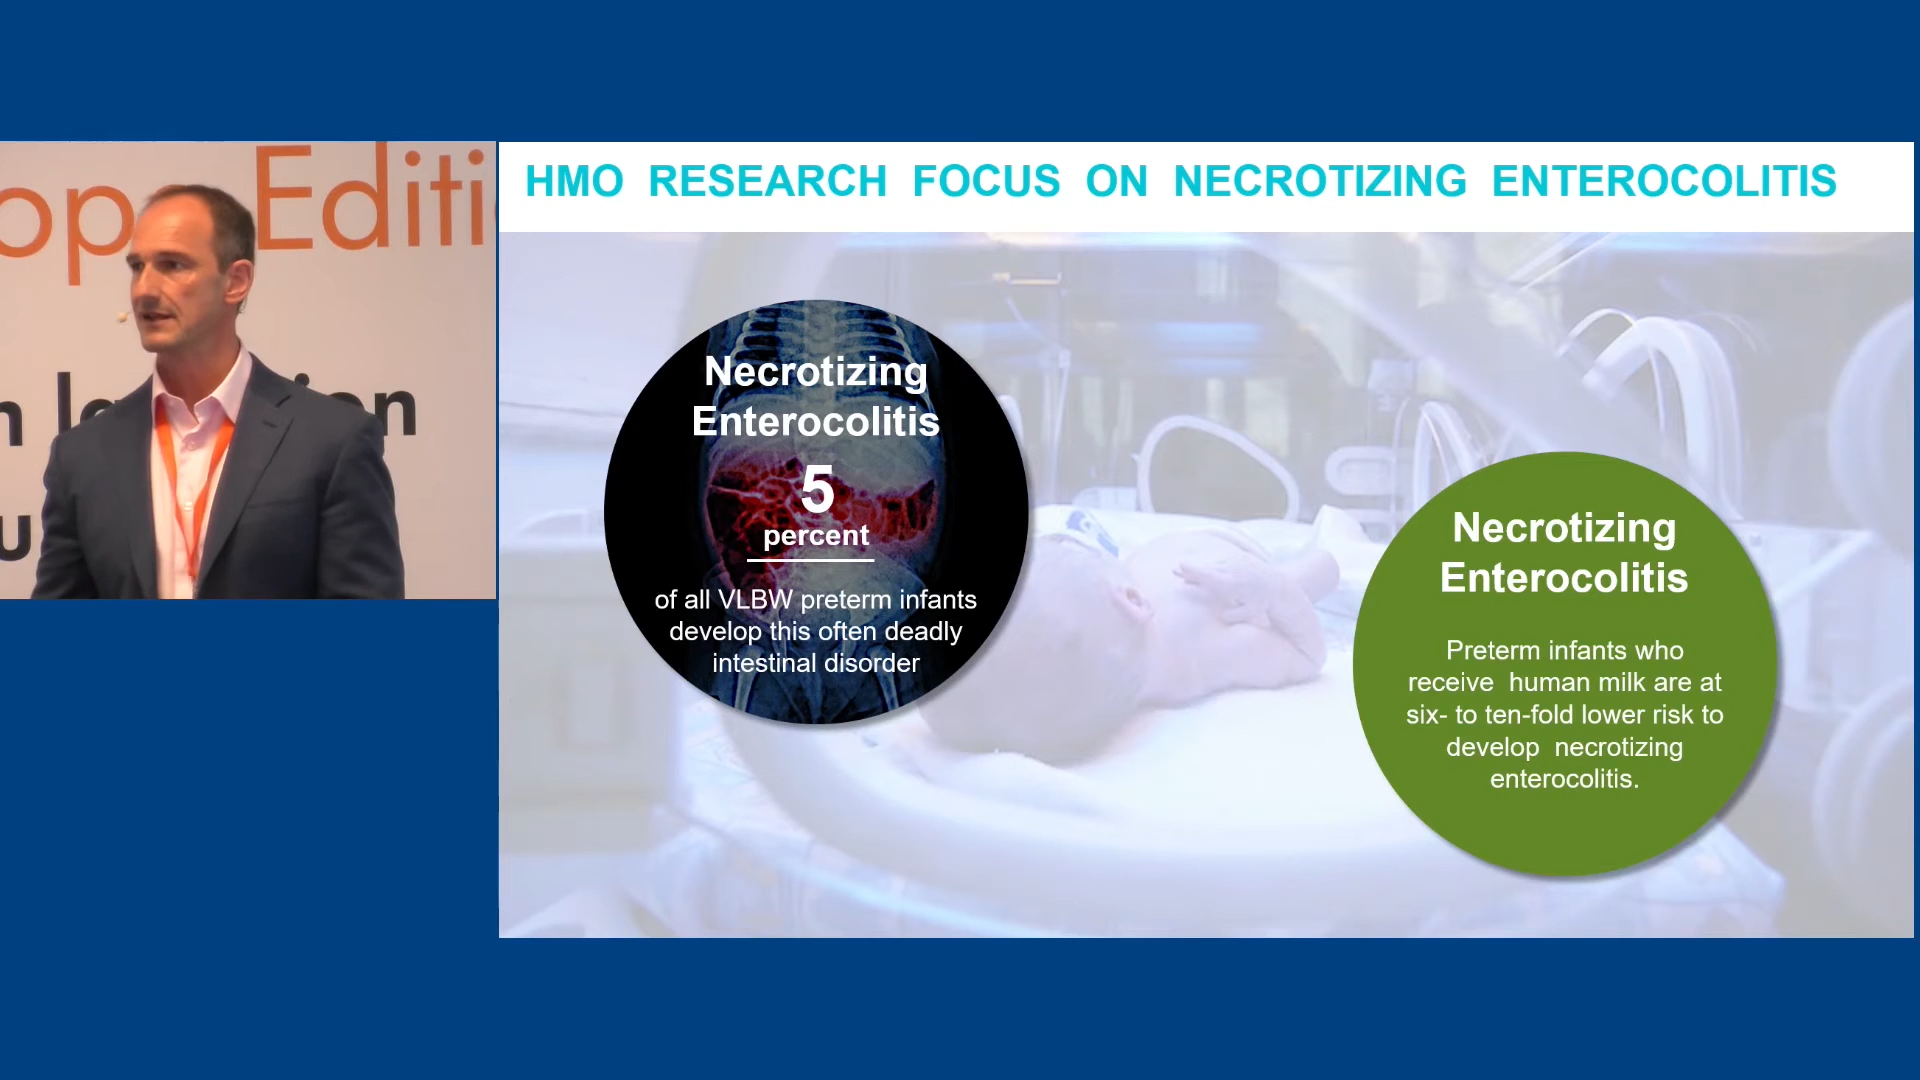 Editi
HMO RESEARCH FOCUS ON NECROTIZING ENTEROCOLITIS
Necrotizing
Enterocolitis
5
percent
of all VLBW preterm infants
develop this often deadly
intestinal disorder
Necrotizing
Enterocolitis
Preterm infants who
receive human milk are at
six- to ten-fold lower risk to
develop necrotizing
enterocolitis.